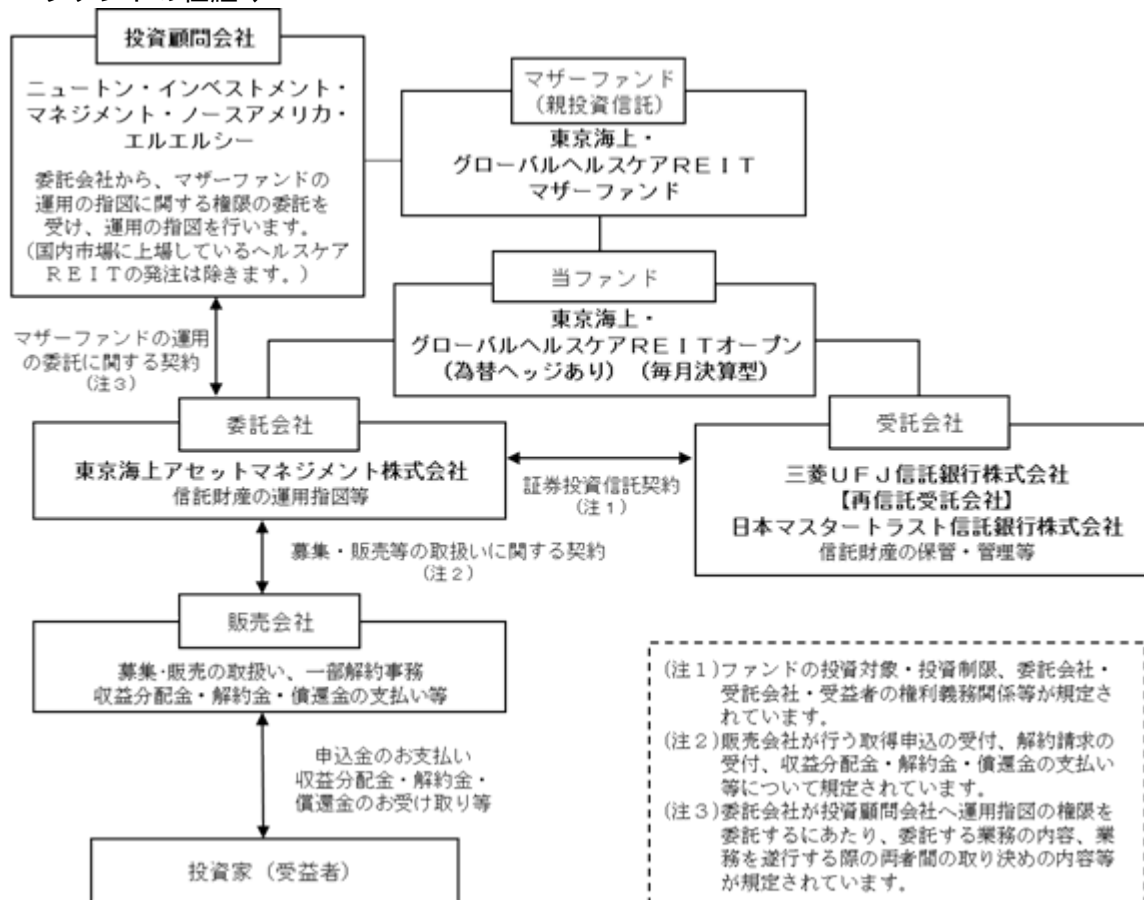 投資顧問会社
ニュートン・インベストメント・
マネジメント・ノースアメリカ・
エルエルシー
委託会社から、マザーファンドの
運用の指図に関する権限の委託を
受け、運用の指図を行います。
(国内市場に上場しているヘルスケア
ＲＥＩＴの発注は除きます。)
マザーファンド
(親投資信託)
東京海上・
グローバルヘルスケアＲＥＩＴ
マザーファンド
当ファンド
東京海上・
グローバルヘルスケアＲＥＩＴオープン
(為替ヘッジあり) (毎月決算型)
マザーファンドの運用
の委託に関する契約
(注３)
委託会社
東京海上アセットマネジメント株式会社
信託財産の運用指図等
証券投資信託契約
(注１)
受託会社
三菱ＵＦＪ信託銀行株式会社
【再信託受託会社】
日本マスタートラスト信託銀行株式会社
信託財産の保管・管理等
募集・販売等の取扱いに関する契約
(注２)
販売会社
募集・販売の取扱い、一部解約事務
収益分配金・解約金・償還金の支払い等
申込金のお支払い
収益分配金・解約金・
償還金のお受け取り等
投資家（受益者）
(注１)ファンドの投資対象・投資制限、委託会社・
受託会社・受益者の権利義務関係等が規定さ
れています。
(注２)販売会社が行う取得申込の受付、解約請求の
受付、収益分配金・解約金・償還金の支払い
等について規定されています。
(注３)委託会社が投資顧問会社へ運用指図の権限を
委託するにあたり、委託する業務の内容、業
務を遂行する際の両者間の取り決めの内容等
が規定されています。